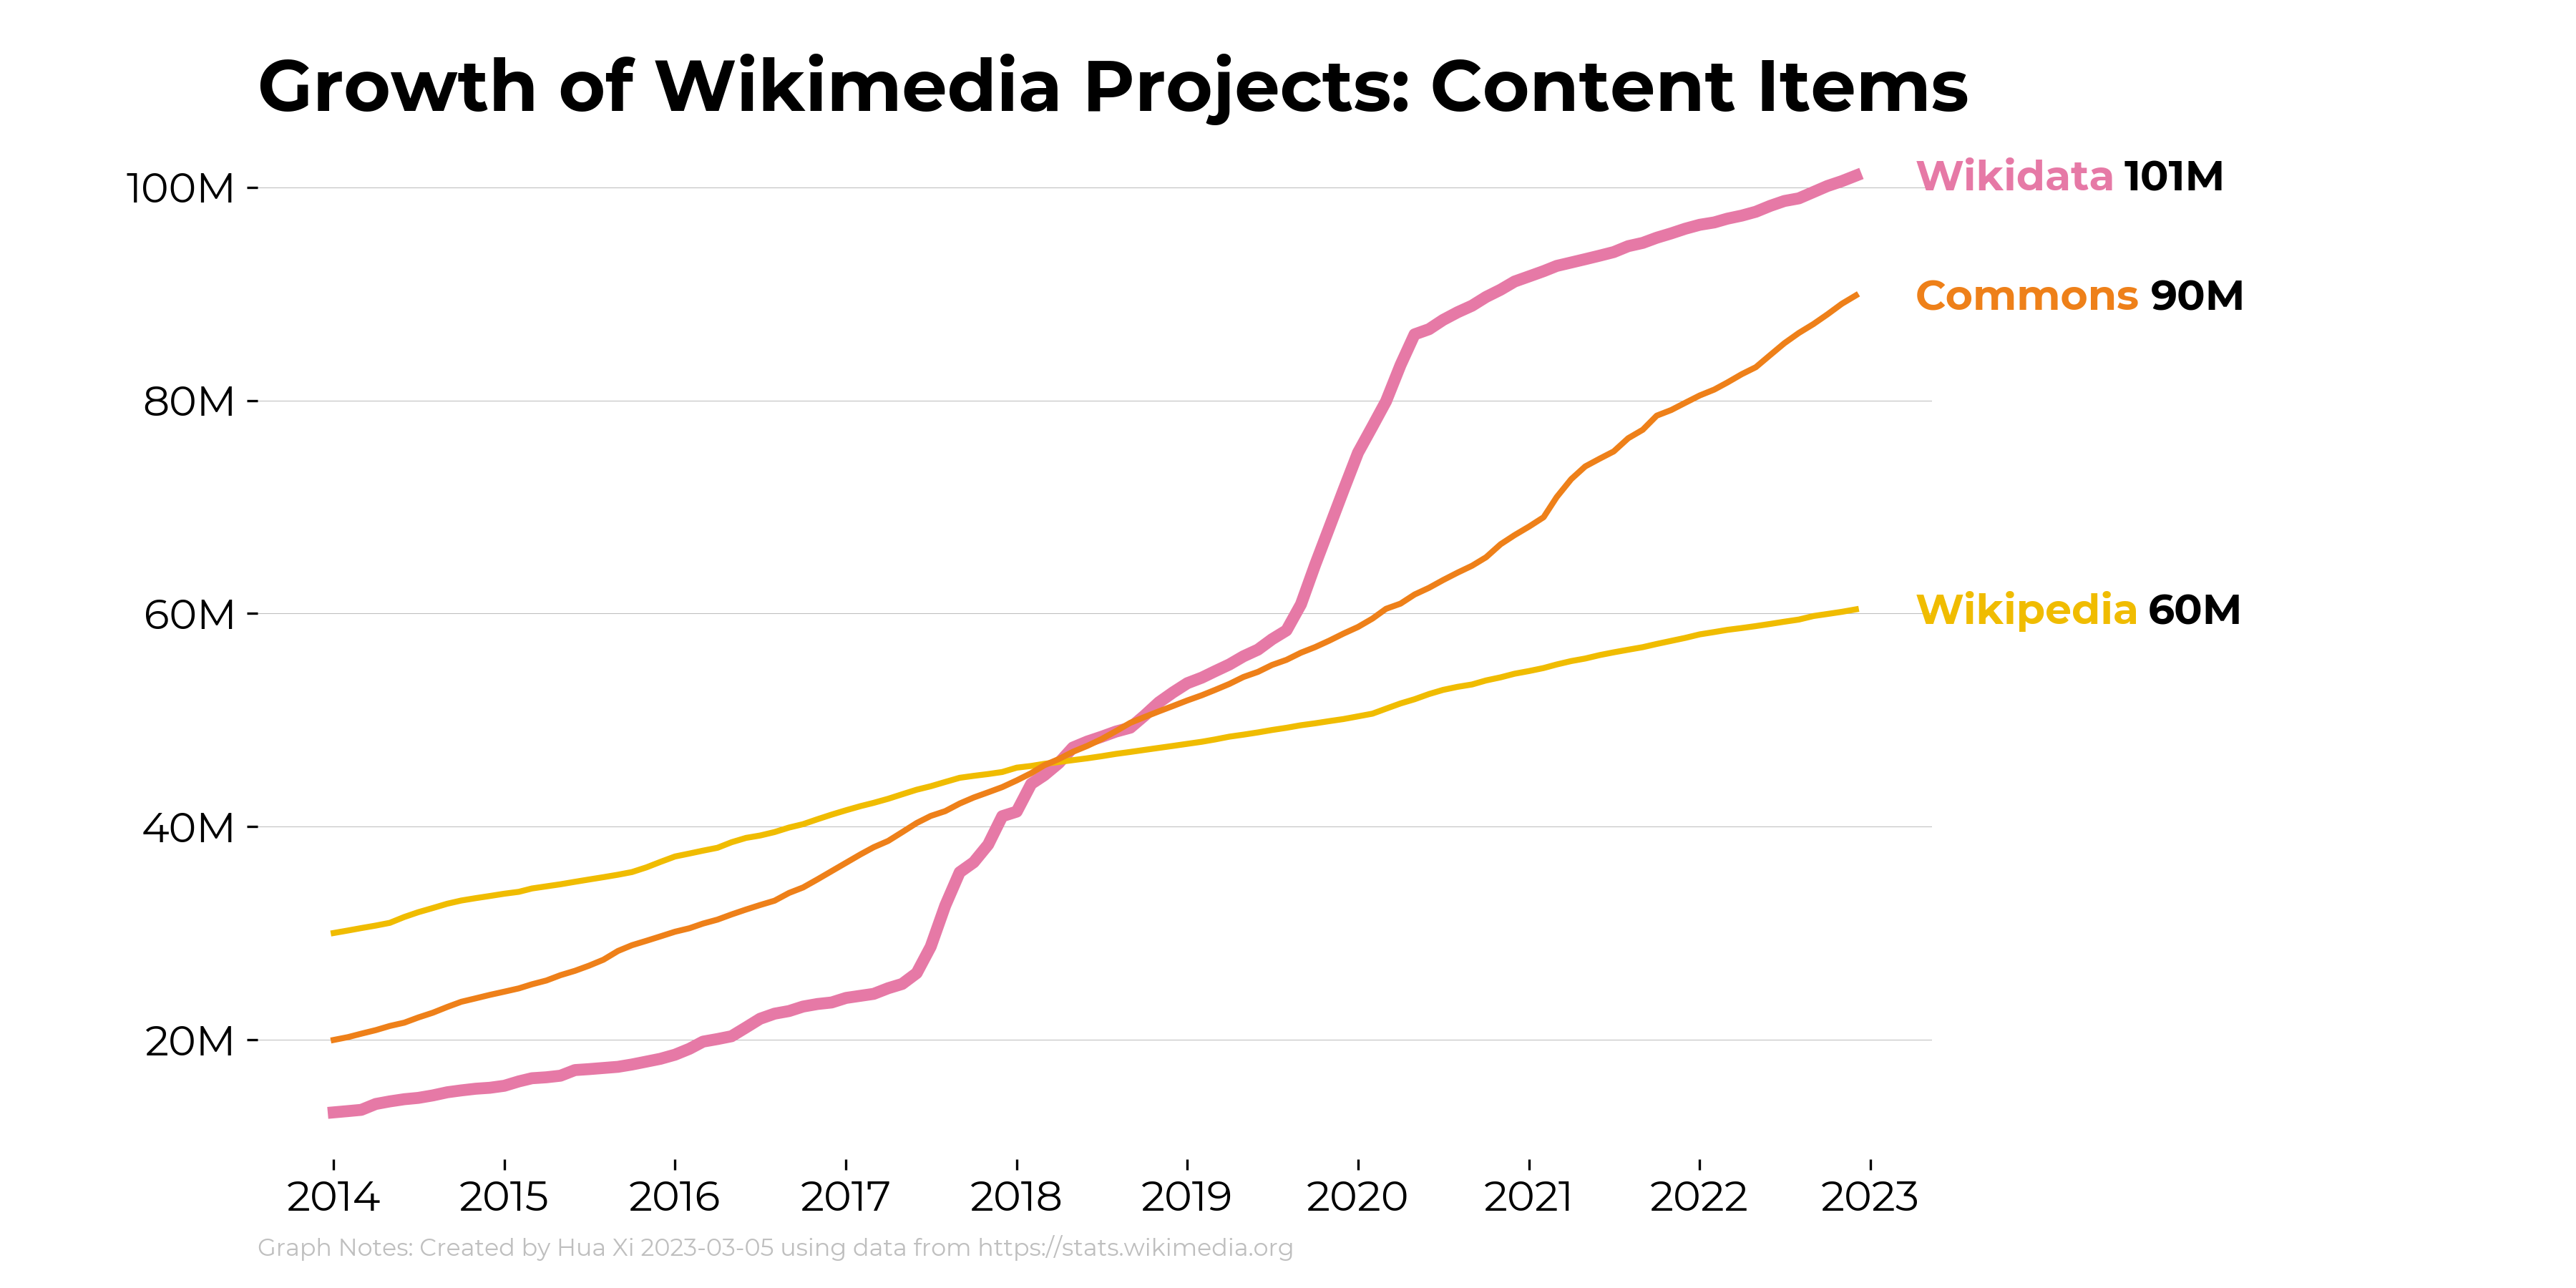 Growth of Wikimedia Projects: Content Items
100M
Wikidata 101M
Commons 90M
80M
60M
Wikipedia 60M
40M
20M
2014 2015 2016 2017 2018 2019 2020 2021 2022 2023
Graph Notes: Created by Hua Xi 2023-03-05 using data from https://stats.wikimedia.org